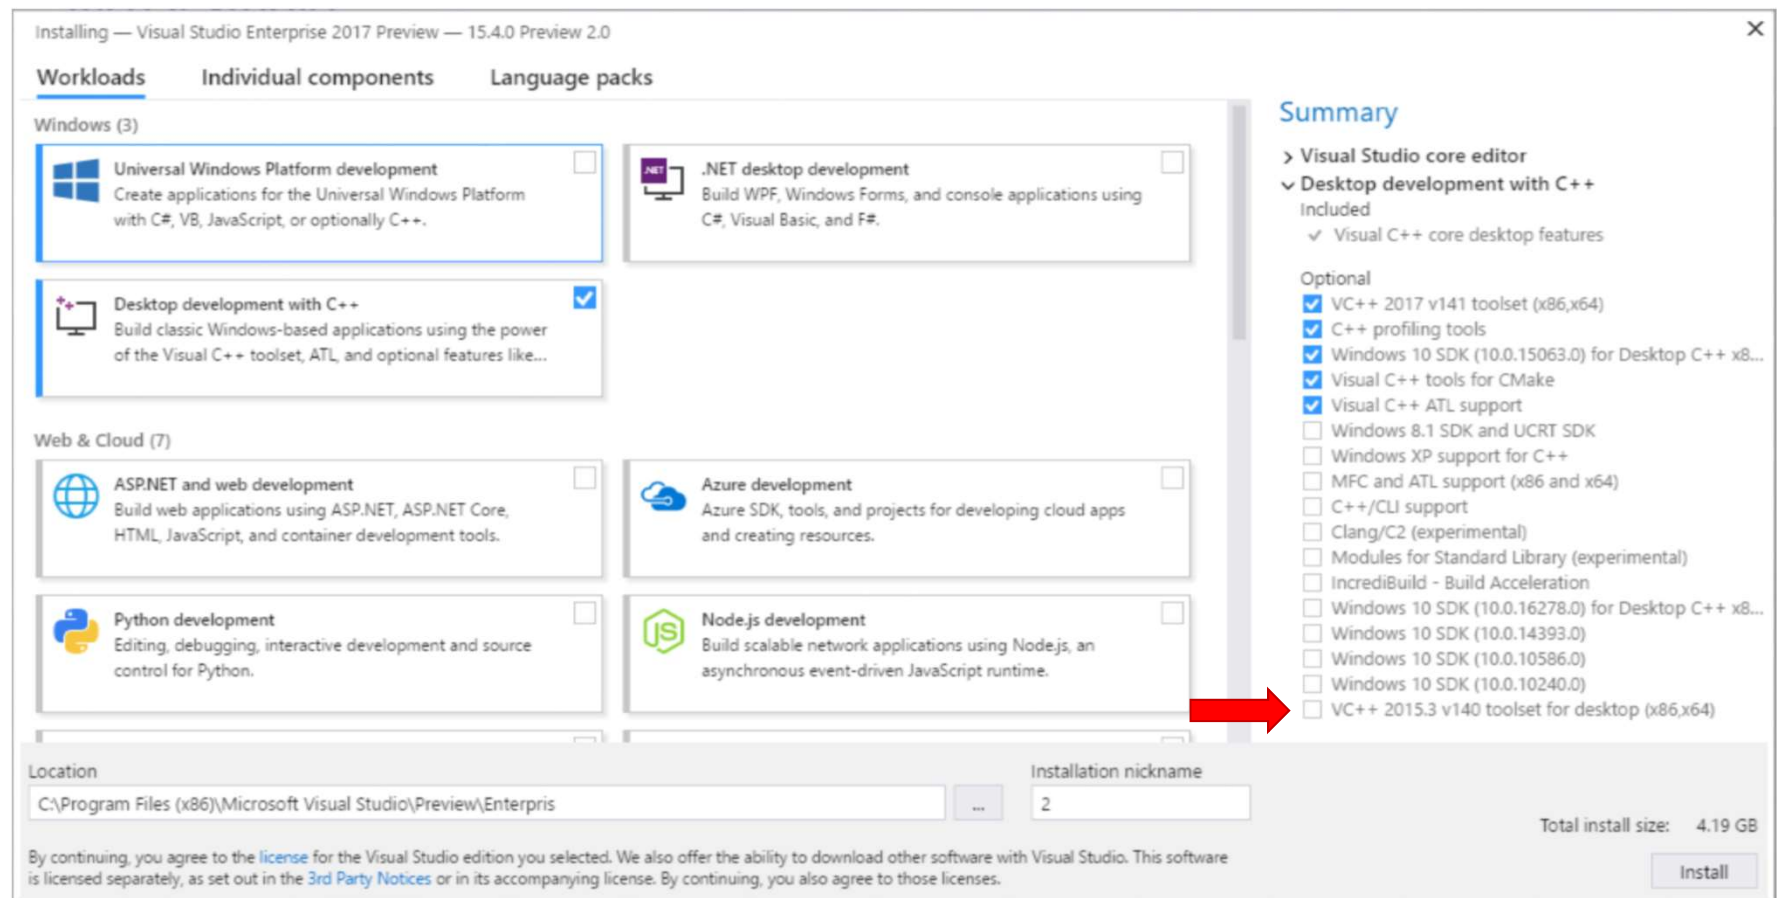 Installing — Visual Studio Enterprise 2017 Preview — 15.4.0 Preview 2.0
Workloads
Individual components
Language packs
Windows (3)
Universal Windows Platform development
Create applications for the Universal Windows Platform
with C#, VB, JavaScript, or optionally C++.
.NET
.NET desktop development
Build WPF, Windows Forms, and console applications using
C#, Visual Basic, and F#.
Desktop development with C++
Build classic Windows-based applications using the power
of the Visual C++ toolset, ATL, and optional features like...
Web & Cloud (7)
ASP.NET and web development
Build web applications using ASP.NET, ASP.NET Core,
HTML, JavaScript, and container development tools.
Azure development
Azure SDK, tools, and projects for developing cloud apps
and creating resources.
Python development
Editing, debugging, interactive development and source
control for Python.
JS
Node.js development
Build scalable network applications using Node.js, an
asynchronous event-driven JavaScript runtime.
Summary
Visual Studio core editor
Desktop development with C++
Included
Visual C++ core desktop features
Optional
VC++ 2017 v141 toolset (x86,x64)
C++ profiling tools
Windows 10 SDK (10.0.15063.0) for Desktop C++ x8...
Visual C++ tools for CMake
Visual C++ ATL support
Windows 8.1 SDK and UCRT SDK
Windows XP support for C++
MFC and ATL support (x86 and x64)
C++/CLI support
Clang/C2 (experimental)
Modules for Standard Library (experimental)
IncrediBuild - Build Acceleration
Windows 10 SDK (10.0.16278.0) for Desktop C++ x8...
Windows 10 SDK (10.0.14393.0)
Windows 10 SDK (10.0.10586.0)
Windows 10 SDK (10.0.10240.0)
VC++ 2015.3 v140 toolset for desktop (x86,x64)
Location
C:\Program Files (x86)\Microsoft Visual Studio\Preview\Enterpris
...
Installation nickname
2
Total install size: 4.19 GB
By continuing, you agree to the license for the Visual Studio edition you selected. We also offer the ability to download other software with Visual Studio. This software
is licensed separately, as set out in the 3rd Party Notices or in its accompanying license. By continuing, you also agree to those licenses.
Install